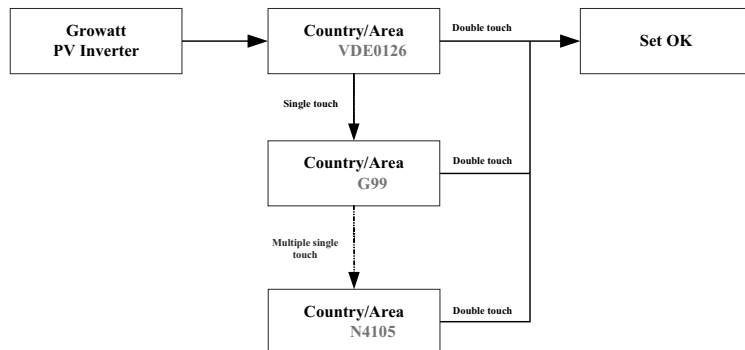 Growatt
PV Inverter
Country/Area
VDE0126
Double touch
Set OK
Single touch
Country/Area
G99
Double touch
Multiple single
touch
Country/Area
N4105
Double touch